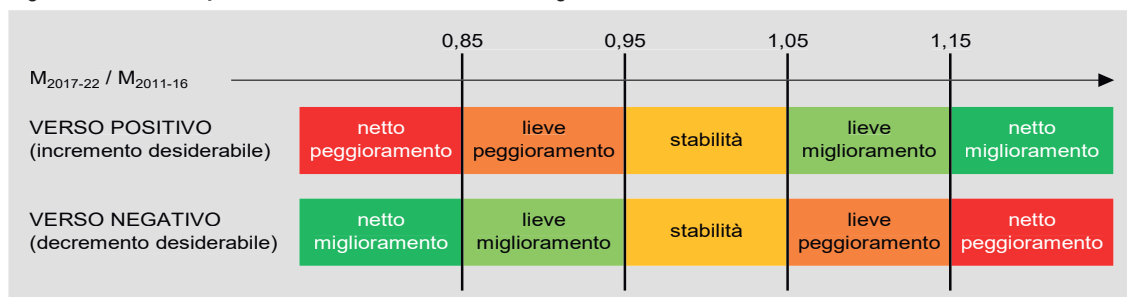 0,85 0,95 1,05 1,15
M2017-22 / M2011-16
VERSO POSITIVO
(incremento desiderabile)
netto
peggioramento
lieve
peggioramento
stabilità
lieve
miglioramento
netto
miglioramento
VERSO NEGATIVO
(decremento desiderabile)
netto
miglioramento
lieve
miglioramento
stabilità
lieve
peggioramento
netto
peggioramento